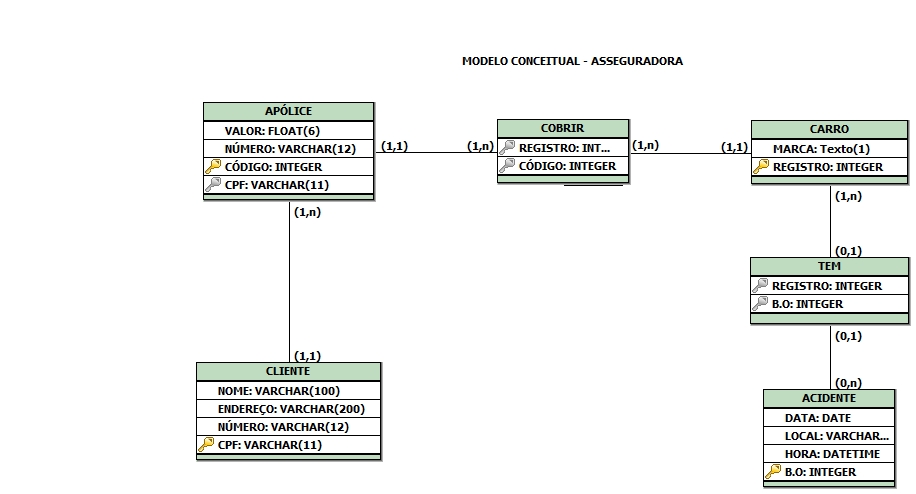 MODELO CONCEITUAL - ASSEGURADORA
APÓLICE
VALOR: FLOAT(6)
NÚMERO: VARCHAR(12)
CÓDIGO: INTEGER
CPF: VARCHAR(11)
(1,1)
(1,n)
COBRIR
REGISTRO: INT...
CÓDIGO: INTEGER
(1,n)
(1,1)
CARRO
MARCA: Texto(1)
REGISTRO: INTEGER
(1,n)
(1,n)
(0,1)
TEM
REGISTRO: INTEGER
B.O: INTEGER
(0,1)
(1,1)
CLIENTE
NOME: VARCHAR(100)
ENDEREÇO: VARCHAR(200)
NÚMERO: VARCHAR(12)
CPF: VARCHAR(11)
(0,n)
ACIDENTE
DATA: DATE
LOCAL: VARCHAR...
HORA: DATETIME
B.O: INTEGER